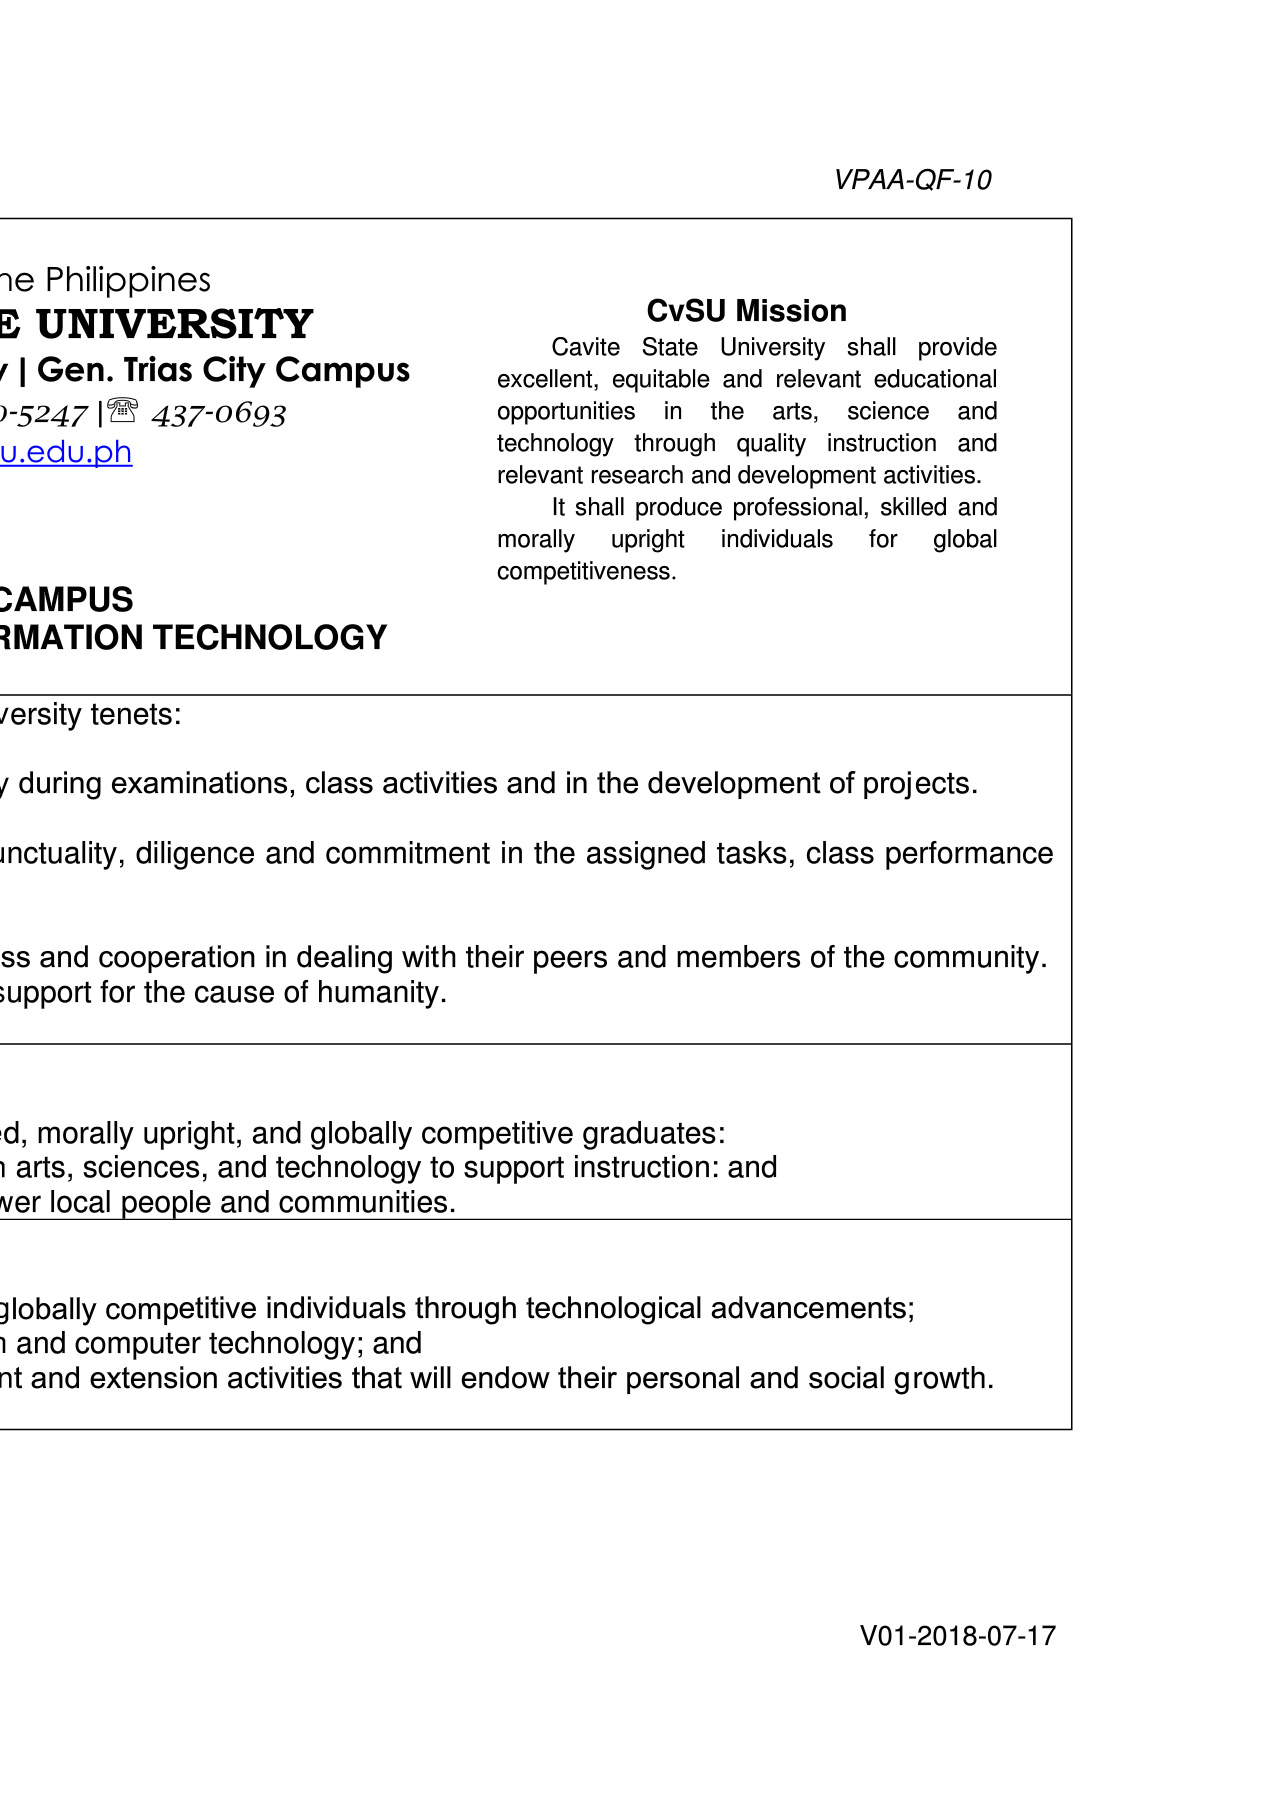 VPAA-QF-10
he Philippines
E UNIVERSITY
y | Gen. Trias City Campus
0-5247 |☏ 437-0693
u.edu.ph
CAMPUS
RMATION TECHNOLOGY
CvSU Mission
Cavite State University shall provide
excellent, equitable and relevant educational
opportunities in the arts, science and
technology through quality instruction and
relevant research and development activities.
It shall produce professional, skilled and
morally upright individuals for global
competitiveness.
versity tenets:
y during examinations, class activities and in the development of projects.
unctuality, diligence and commitment in the assigned tasks, class performance
ss and cooperation in dealing with their peers and members of the community.
support for the cause of humanity.
ed, morally upright, and globally competitive graduates:
n arts, sciences, and technology to support instruction: and
wer local people and communities.
globally competitive individuals through technological advancements;
n and computer technology; and
nt and extension activities that will endow their personal and social growth.
V01-2018-07-17